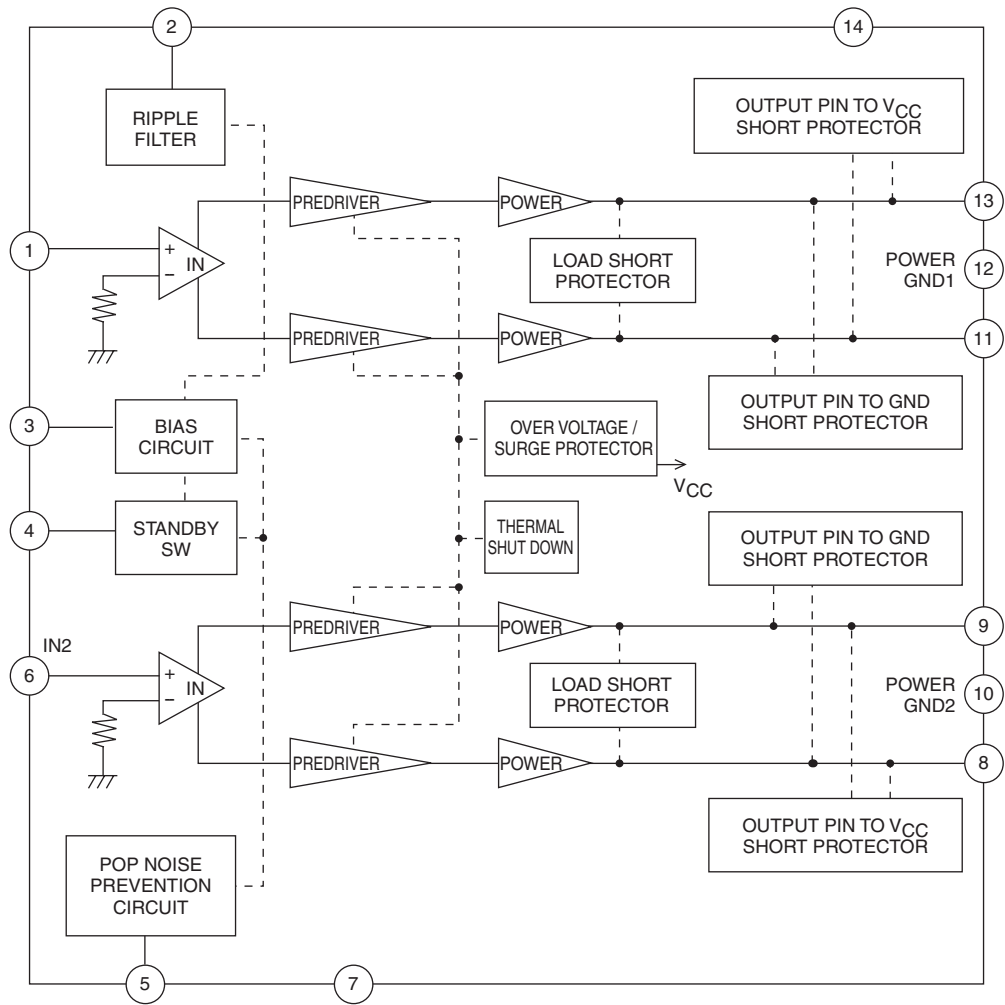 2
14
RIPPLE
FILTER
OUTPUT PIN TO VCC
SHORT PROTECTOR
PREDRIVER
POWER
13
1
+
−
IN
LOAD SHORT
PROTECTOR
POWER
GND1
12
PREDRIVER
POWER
11
3
BIAS
CIRCUIT
OVER VOLTAGE /
SURGE PROTECTOR
VCC
OUTPUT PIN TO GND
SHORT PROTECTOR
4
STANDBY
SW
THERMAL
SHUT DOWN
OUTPUT PIN TO GND
SHORT PROTECTOR
PREDRIVER
POWER
9
IN2
6
+
−
IN
LOAD SHORT
PROTECTOR
POWER
GND2
10
PREDRIVER
POWER
8
OUTPUT PIN TO VCC
SHORT PROTECTOR
POP NOISE
PREVENTION
CIRCUIT
5
7